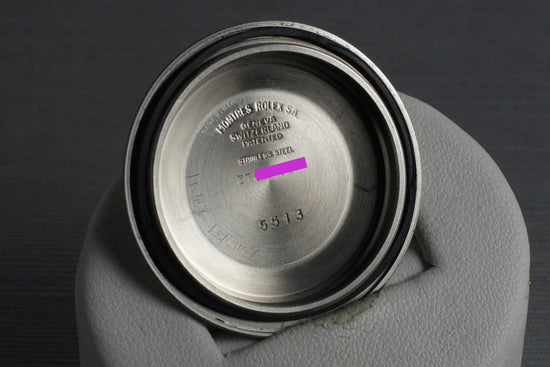 MONTRES ROLEX S.A.
GENEVA
SWITZERLAND
PATENTED
STAINLESS STEEL
5513